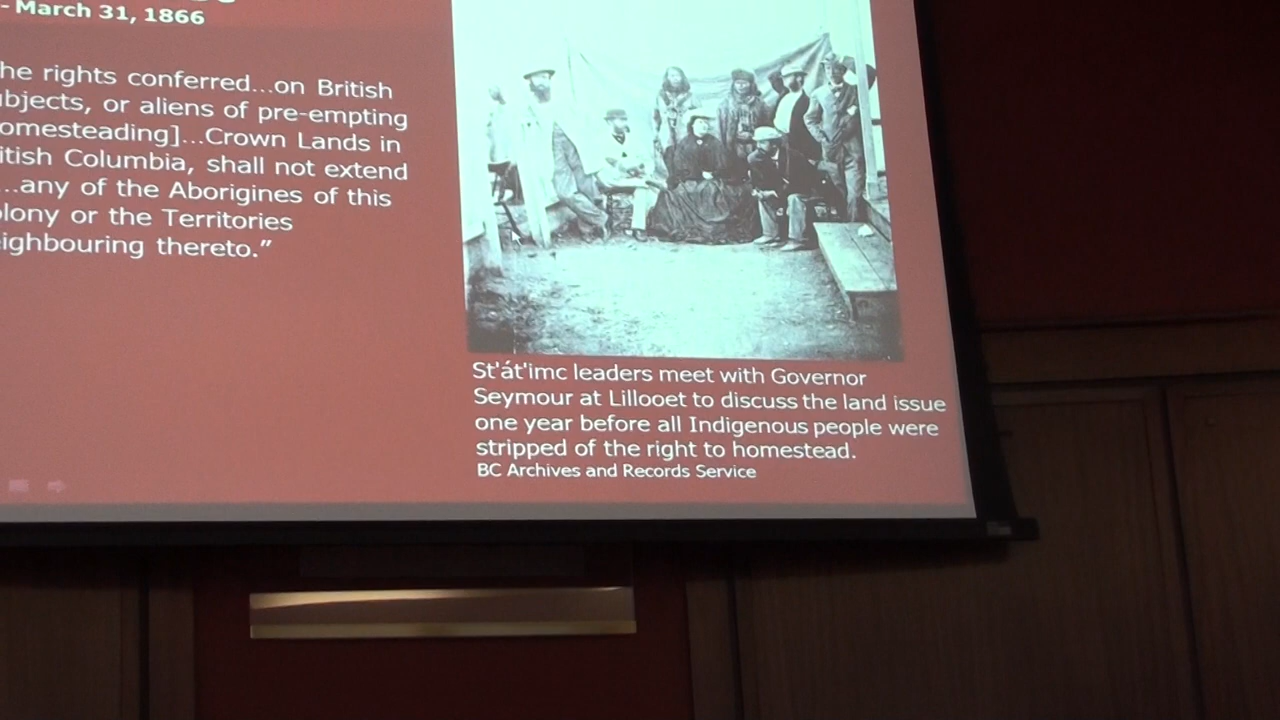 - March 31, 1866
he rights conferred...on British
bjects, or aliens of pre-empting
omesteading]...Crown Lands in
itish Columbia, shall not extend
...any of the Aborigines of this
lony or the Territories
ighbouring thereto.”
St'át'imc leaders meet with Governor
Seymour at Lillooet to discuss the land issue
one year before all Indigenous people were
stripped of the right to homestead.
BC Archives and Records Service